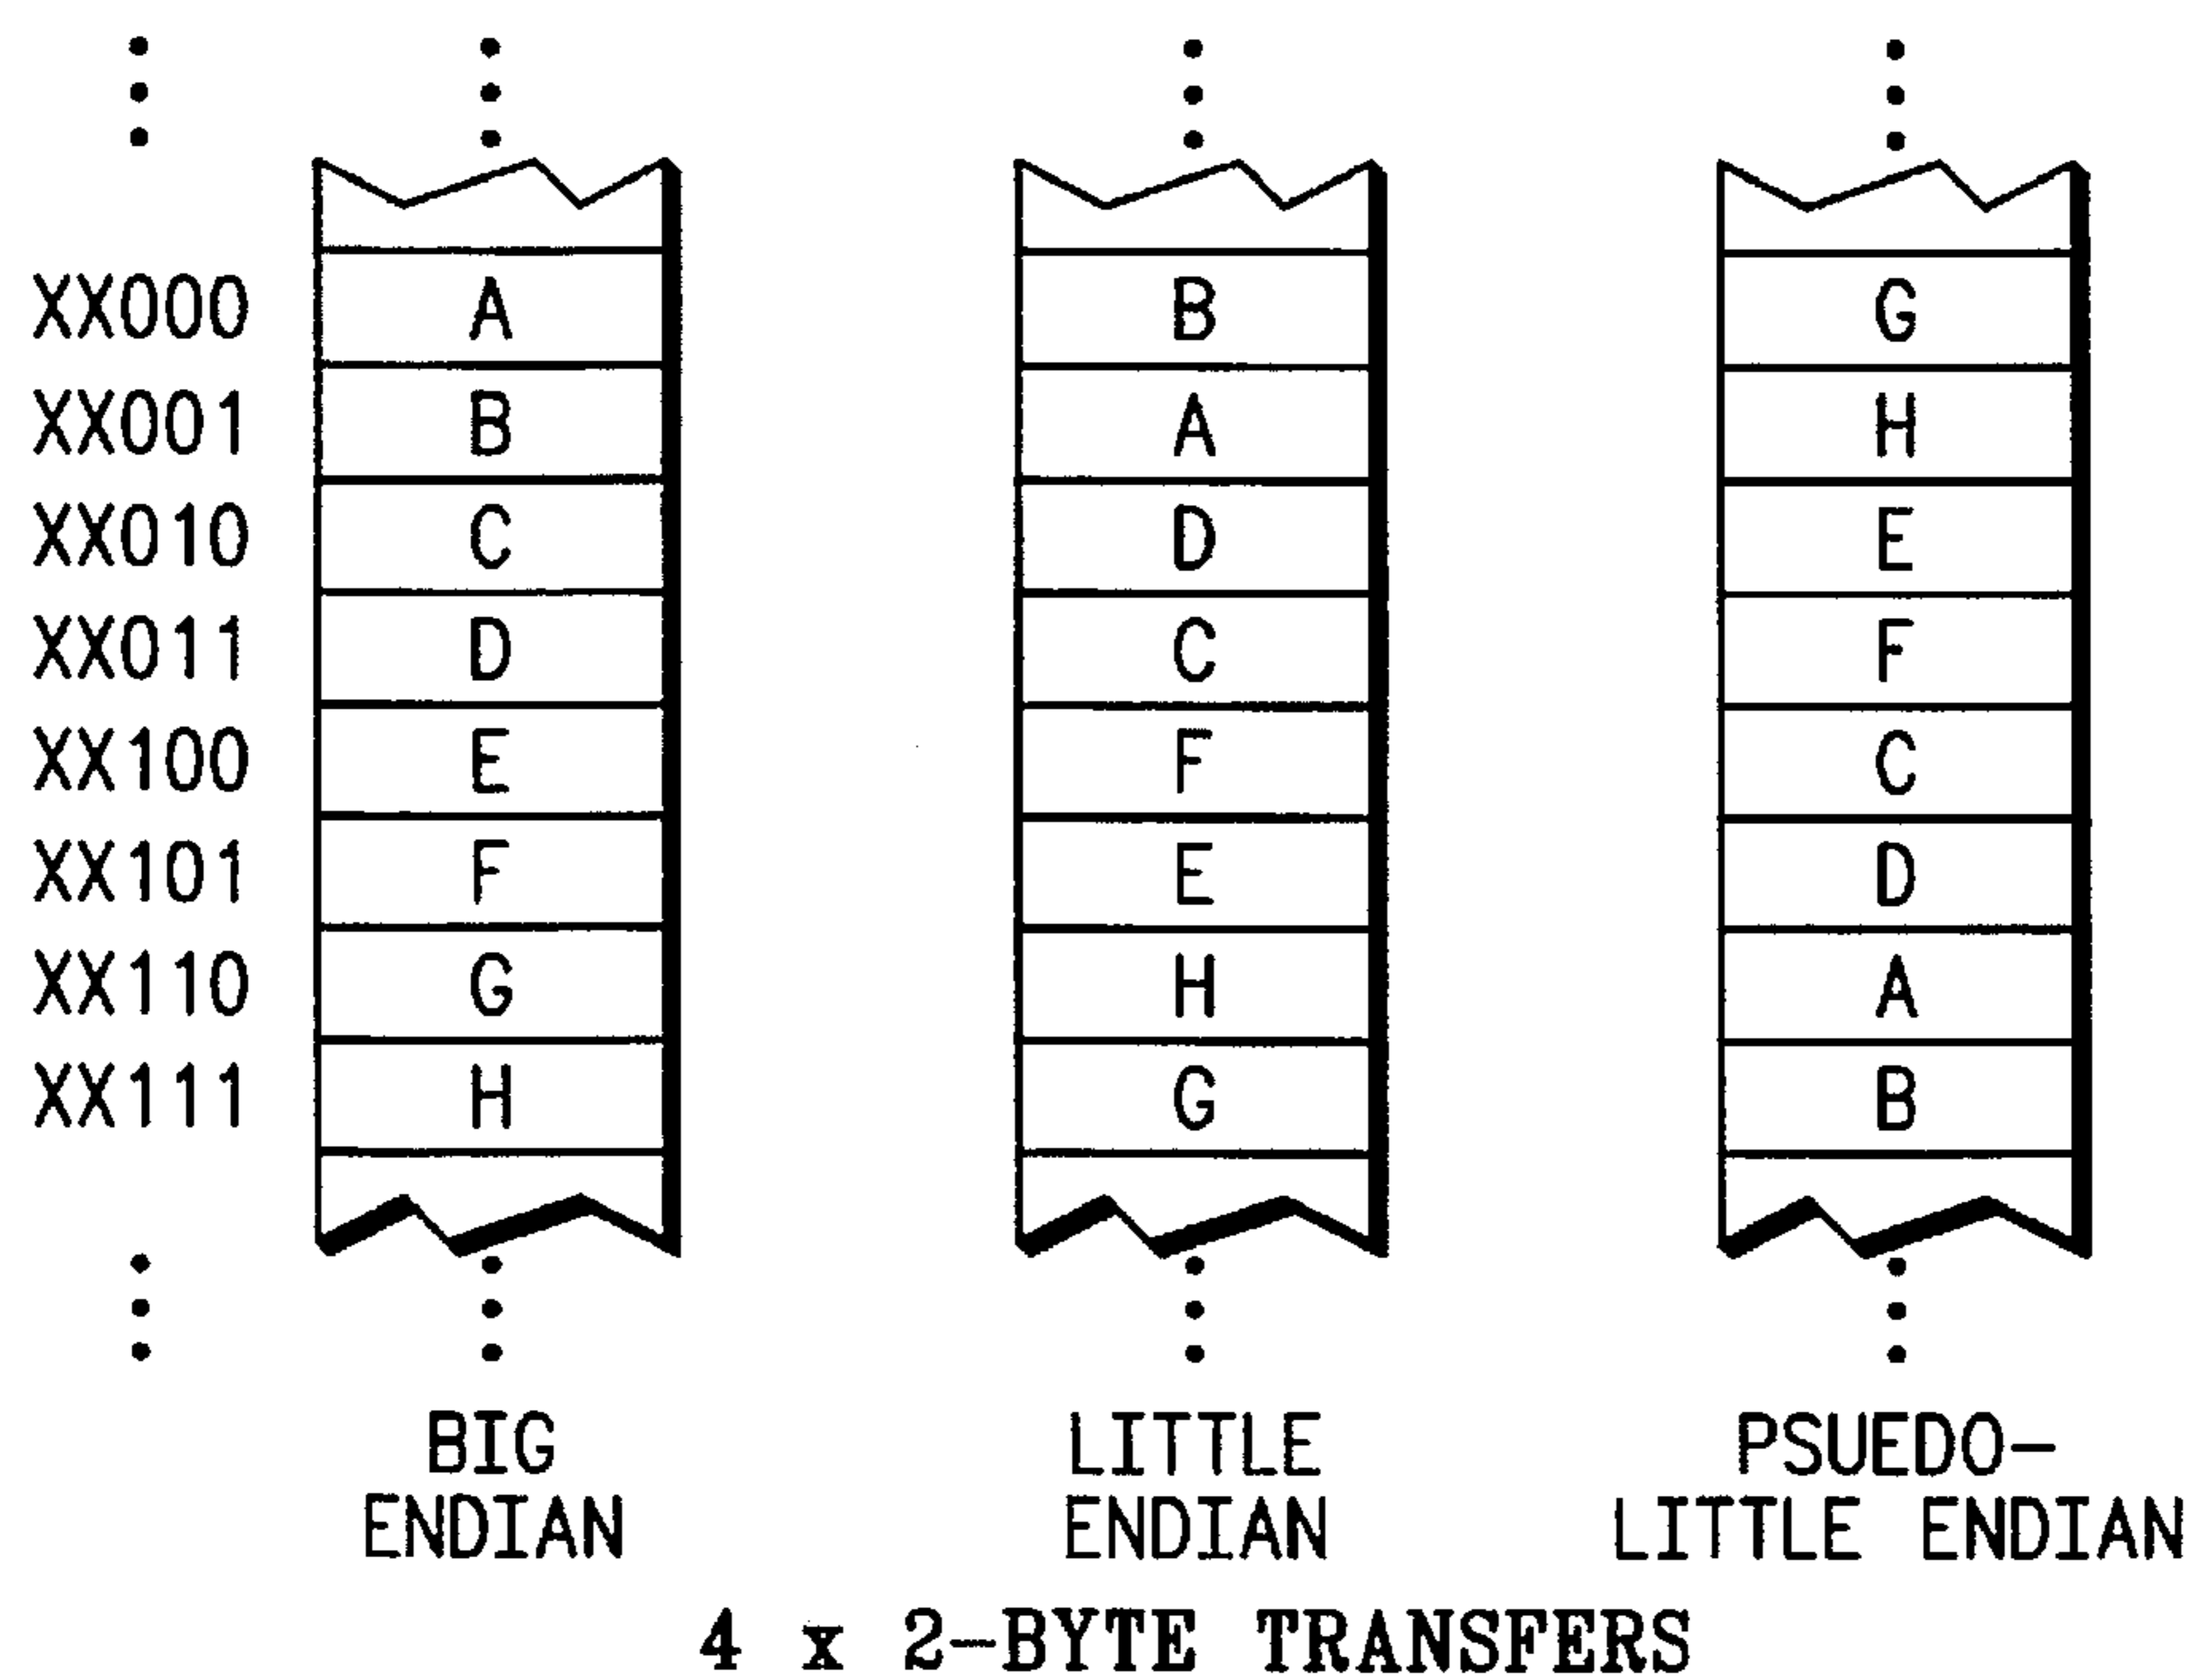 XX000 A B G
XX001 B A H
XX010 C D E
XX011 D C F
XX100 E F C
XX101 F E D
XX110 G H A
XX111 H G B
BIG LITTLE PSUEDO-
ENDIAN ENDIAN LITTLE ENDIAN
4 x 2-BYTE TRANSFERS